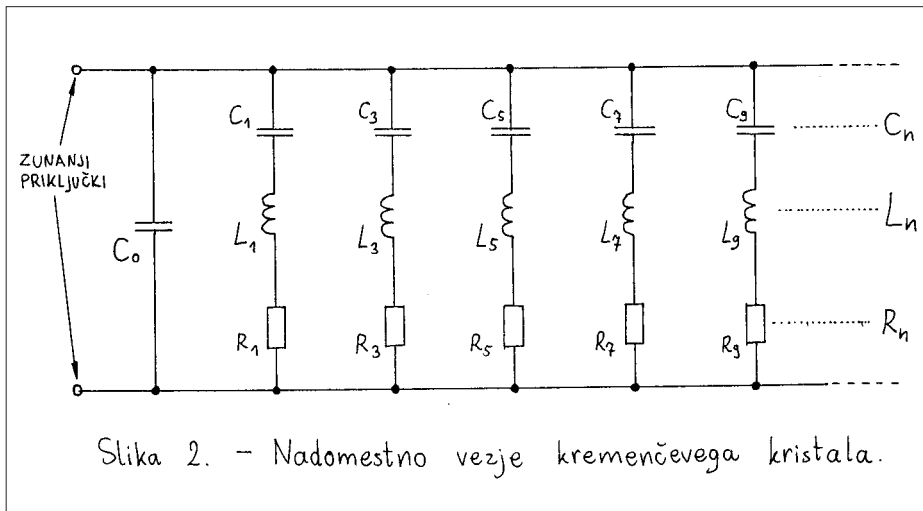 C₁ C₃ C₅ C₇ C₉ Cₙ
ZUNANJI
PRIKLJUČKI
C₀ L₁ L₃ L₅ L₇ L₉ Lₙ
R₁ R₃ R₅ R₇ R₉ Rₙ
Slika 2. - Nadomestno vezje kremenčevega kristala.